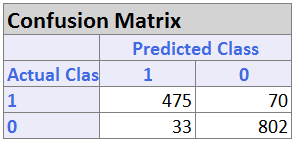 Confusion Matrix
Predicted Class
Actual Clas 1 0
1 475 70
0 33 802